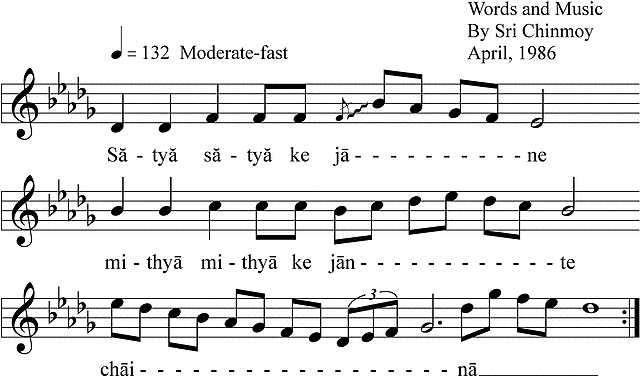 Words and Music
By Sri Chinmoy
= 132 Moderate-fast April, 1986
Să - tyă să - tyă ke jā - - - - - - - - - - - ne
mi - thyā mi - thyā ke jān - - - - - - - - - - - - - te
3
chāi - - - - - - - - - - - - - - - - - - - - - - nā